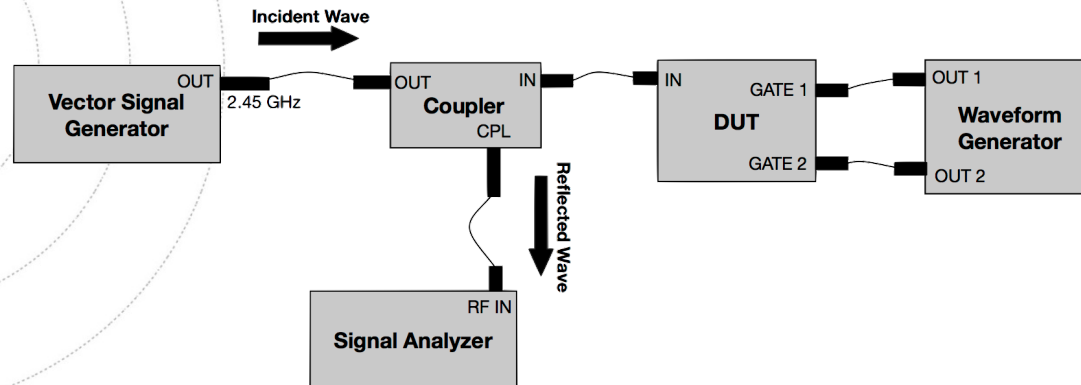 Incident Wave
OUT
2.45 GHz
Vector Signal
Generator
OUT
IN
Coupler
CPL
Reflected Wave
RF IN
Signal Analyzer
IN
GATE 1
DUT
GATE 2
OUT 1
Waveform
Generator
OUT 2